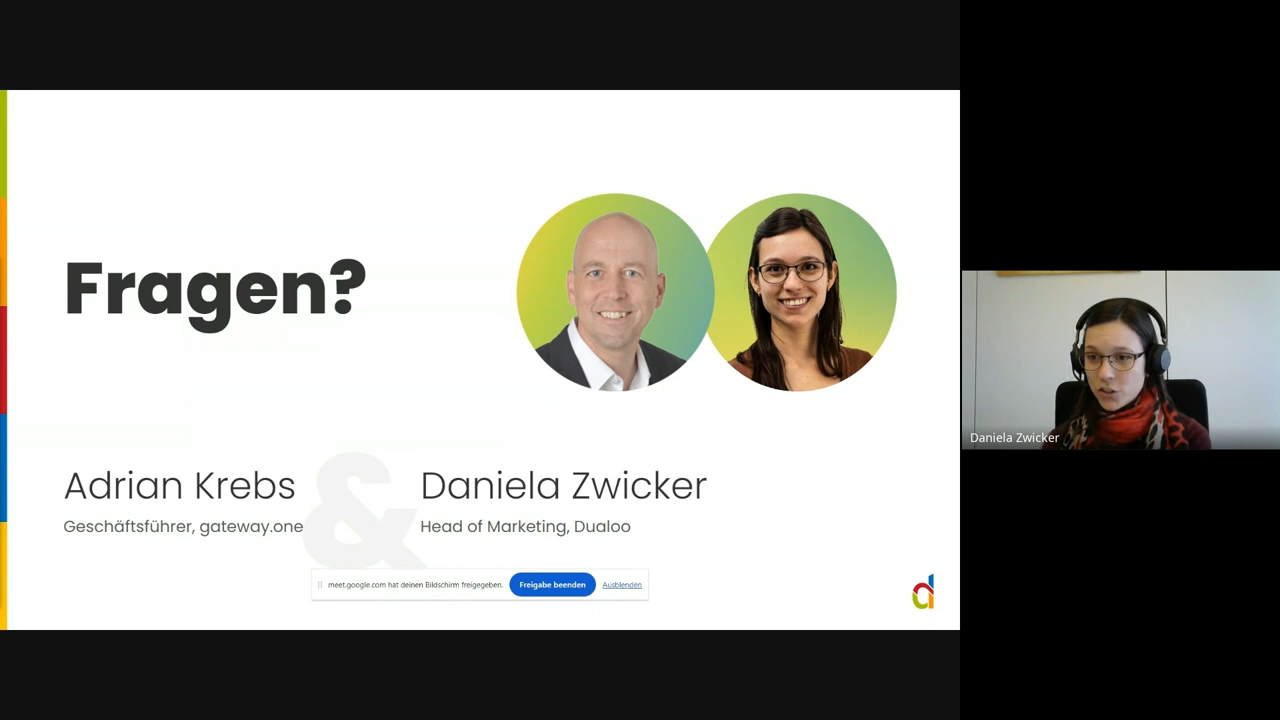 Fragen?
Adrian Krebs
&
Daniela Zwicker
Geschäftsführer, gateway.one
Head of Marketing, Dualoo
meet.google.com hat deinen Bildschirm freigegeben.
Freigabe beenden
Ausblenden
Daniela Zwicker